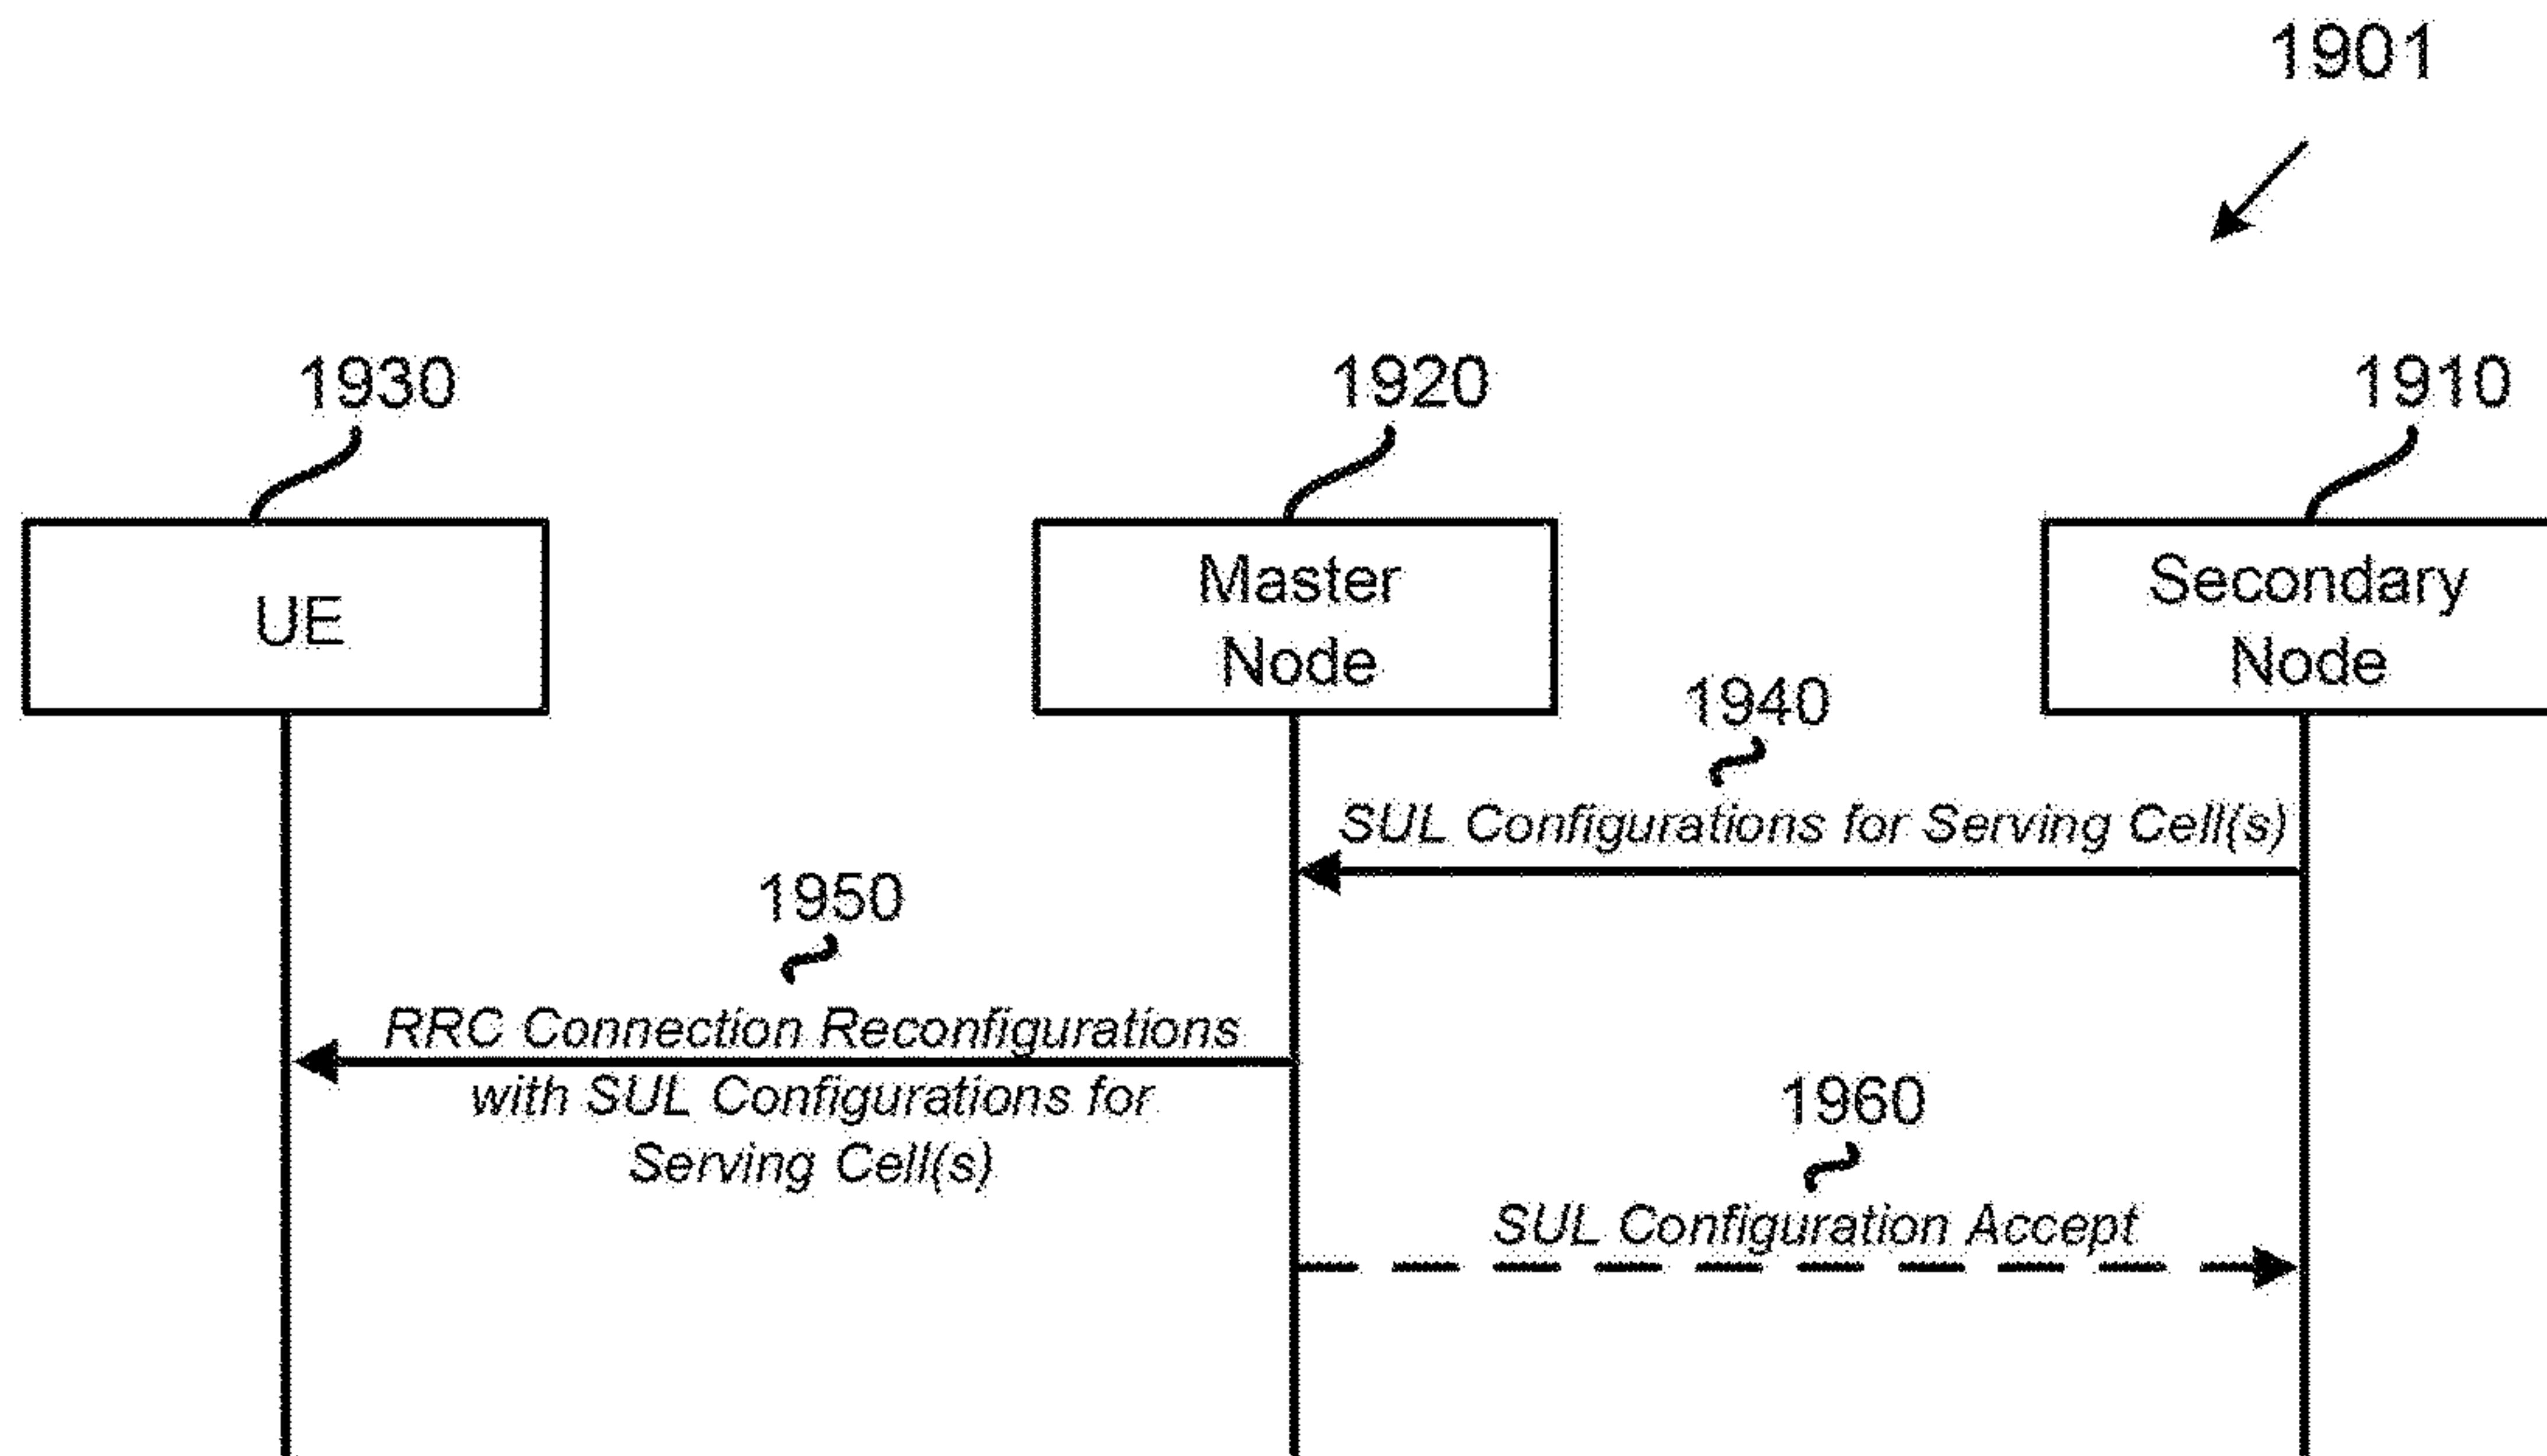 1901
1930
1920
1910
UE
Master
Node
Secondary
Node
1940
SUL Configurations for Serving Cell(s)
1950
RRC Connection Reconfigurations
with SUL Configurations for
Serving Cell(s)
1960
SUL Configuration Accept